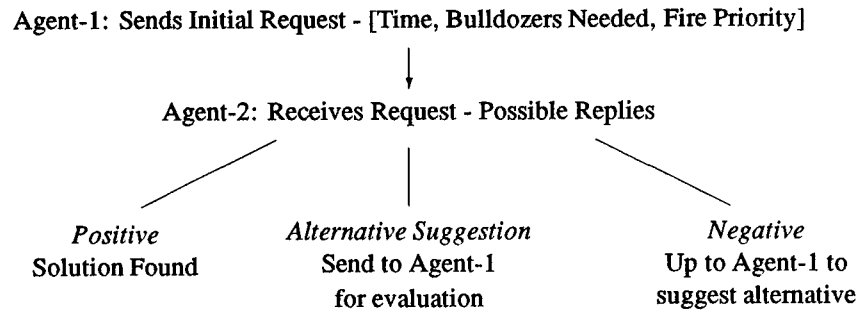 Agent-1: Sends Initial Request - [Time, Bulldozers Needed, Fire Priority]
Agent-2: Receives Request - Possible Replies
Positive
Solution Found
Alternative Suggestion
Send to Agent-1
for evaluation
Negative
Up to Agent-1 to
suggest alternative